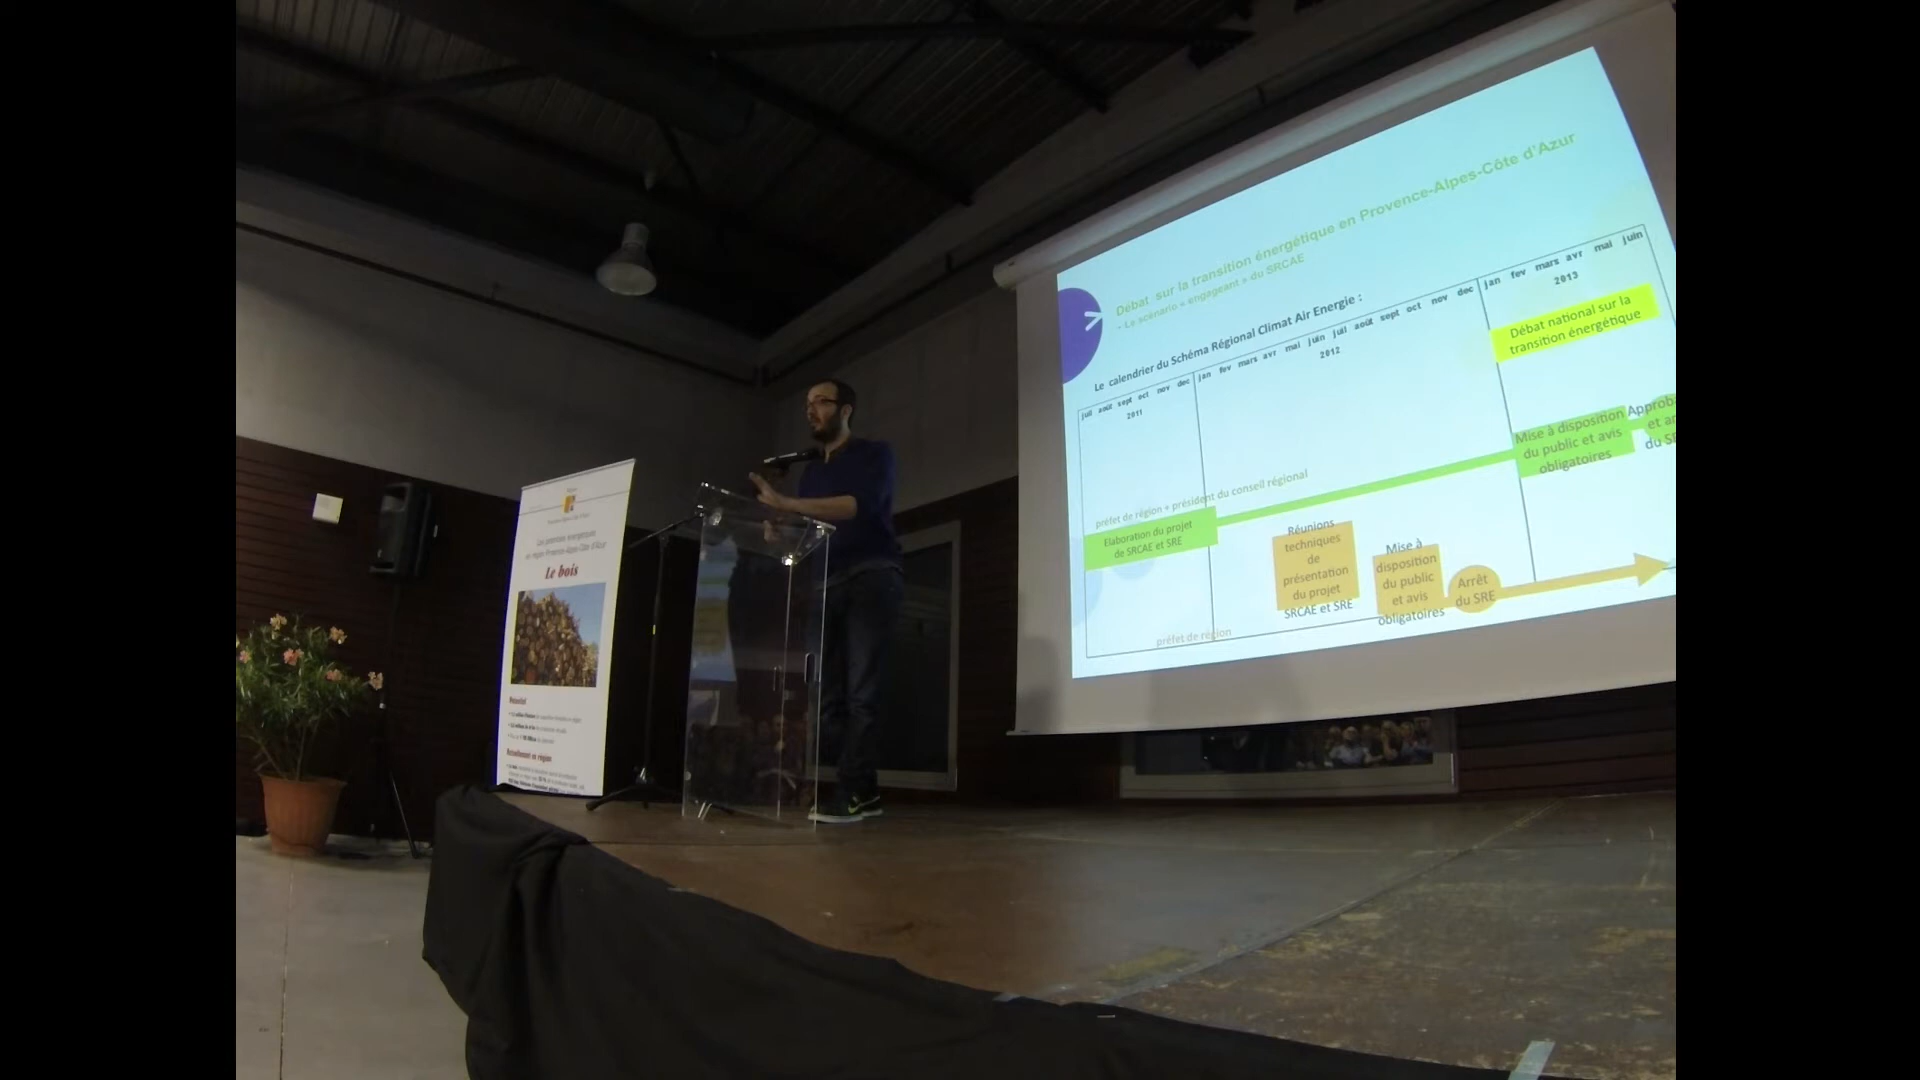 Débat sur la transition énergétique en Provence-Alpes-Côte d'Azur
- Le scénario « engageant » du SRCAE
Le calendrier du Schéma Régional Climat Air Energie :
juil août sept oct nov dec
2011
jan fev mars avr mai juin juil août sept oct nov dec
2012
jan fev mars avr mai juin
2013
Débat national sur la
transition énergétique
Mise à disposition
du public et avis
obligatoires
Approb
et ar
du S
préfet de région + président du conseil régional
Elaboration du projet
de SRCAE et SRE
Réunions
techniques
de
présentation
du projet
SRCAE et SRE
Mise à
disposition
du public
et avis
obligatoires
Arrêt
du SRE
préfet de région
Le bois
Potentiel